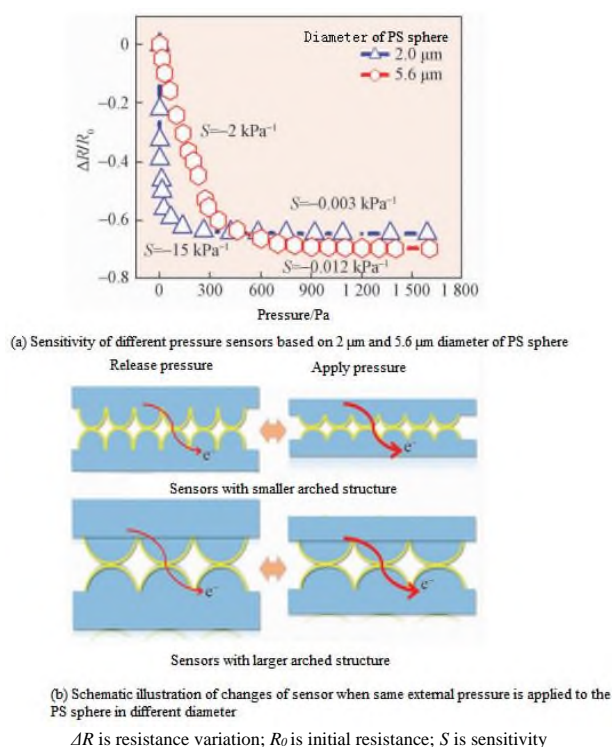 Diameter of PS sphere
2.0 μm
5.6 μm
0
−0.2
−0.4
−0.6
−0.8
ΔR/R₀
S=−2 kPa⁻¹
S=−0.003 kPa⁻¹
S=−15 kPa⁻¹
S=−0.012 kPa⁻¹
0 300 600 900 1 200 1 500 1 800
Pressure/Pa
(a) Sensitivity of different pressure sensors based on 2 μm and 5.6 μm diameter of PS sphere
Release pressure Apply pressure
e⁻ e⁻
Sensors with smaller arched structure
e⁻ e⁻
Sensors with larger arched structure
(b) Schematic illustration of changes of sensor when same external pressure is applied to the
PS sphere in different diameter
ΔR is resistance variation; R₀ is initial resistance; S is sensitivity